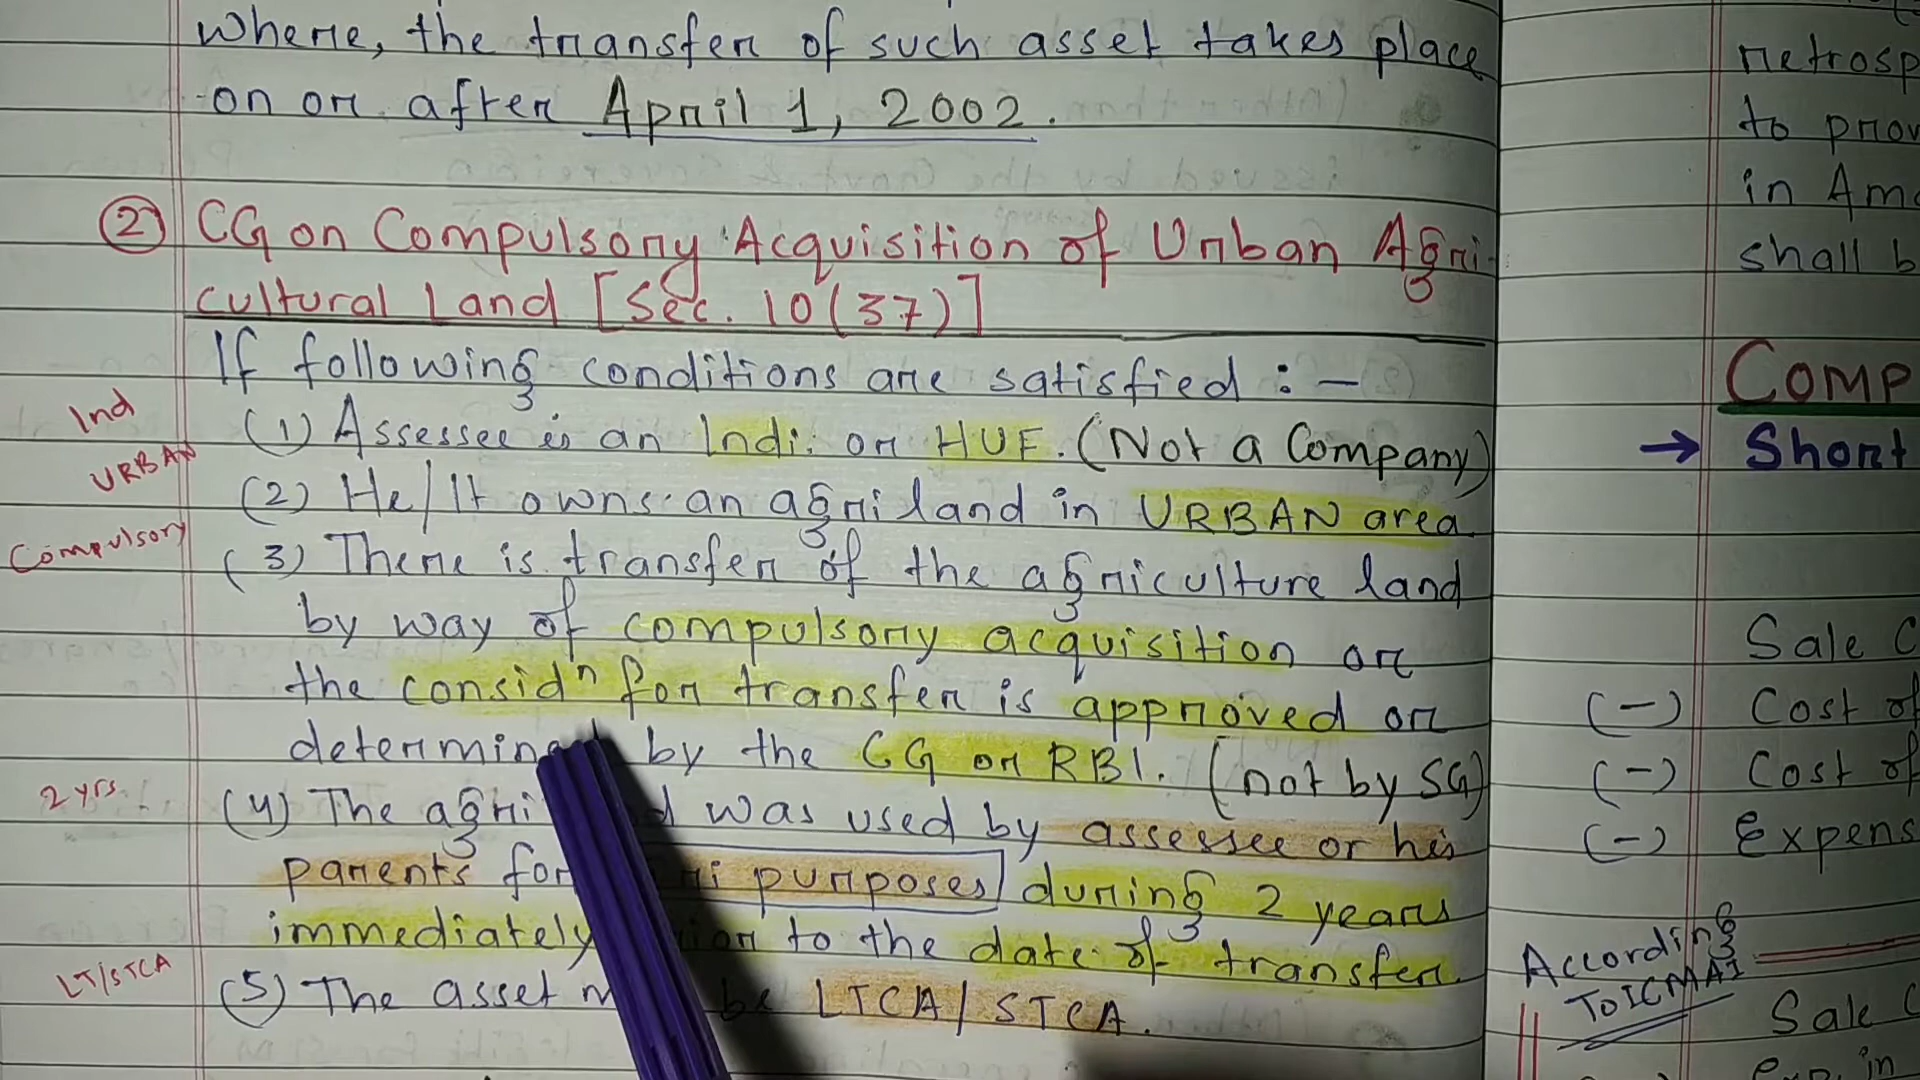 where, the transfer of such asset takes place
on or after April 1, 2002.
② CG on Compulsory Acquisition of Urban Agri-
cultural Land [Sec. 10(37)]
If following conditions are satisfied :-
Ind
(1) Assessee is an Indi. or HUF. (Not a Company)
URBAN
(2) He/It owns an agri land in URBAN area
Compulsory
(3) There is transfer of the agriculture land
by way of compulsory acquisition or
the considⁿ for transfer is approved or
determined by the CG or RBI. (not by SG)
2 yrs.
(4) The agri was used by assessee or his
parents for purposes during 2 years
immediately to the date of transfer.
LT/STCA
(5) The asset be LTCA/STCA.
retrosp
to prov
in Am
shall b
COMP
→ Short
Sale C
(-) Cost of
(-) Cost of
(-) Expens
According
To ICMAI
Sale C
Exp. in